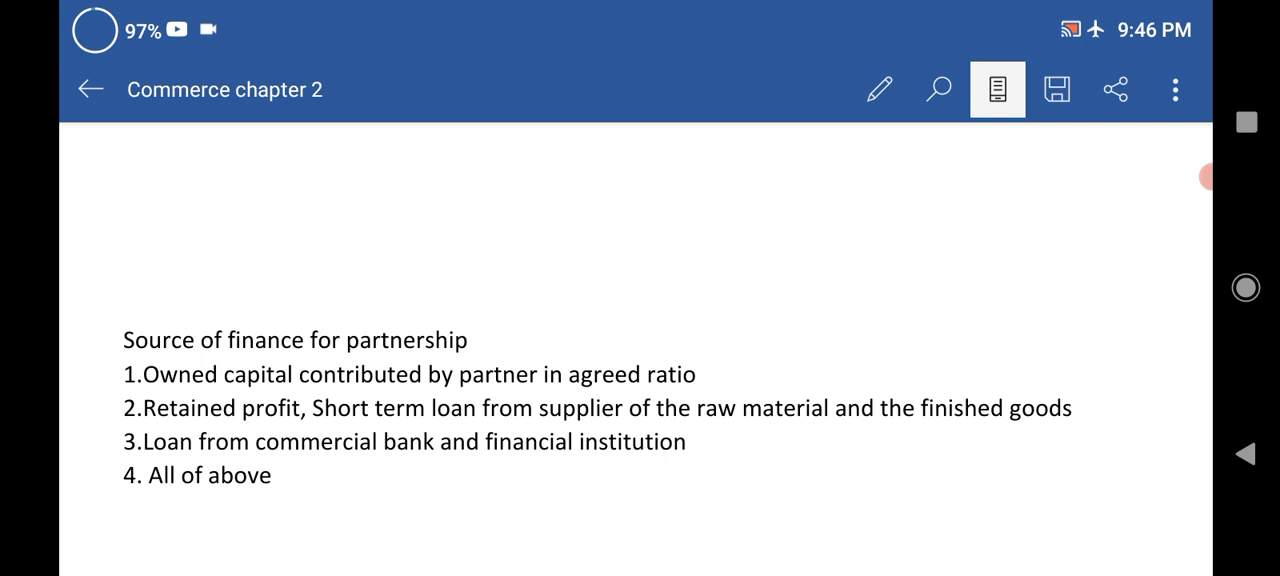 97% 9:46 PM
Commerce chapter 2
Source of finance for partnership
1.Owned capital contributed by partner in agreed ratio
2.Retained profit, Short term loan from supplier of the raw material and the finished goods
3.Loan from commercial bank and financial institution
4. All of above